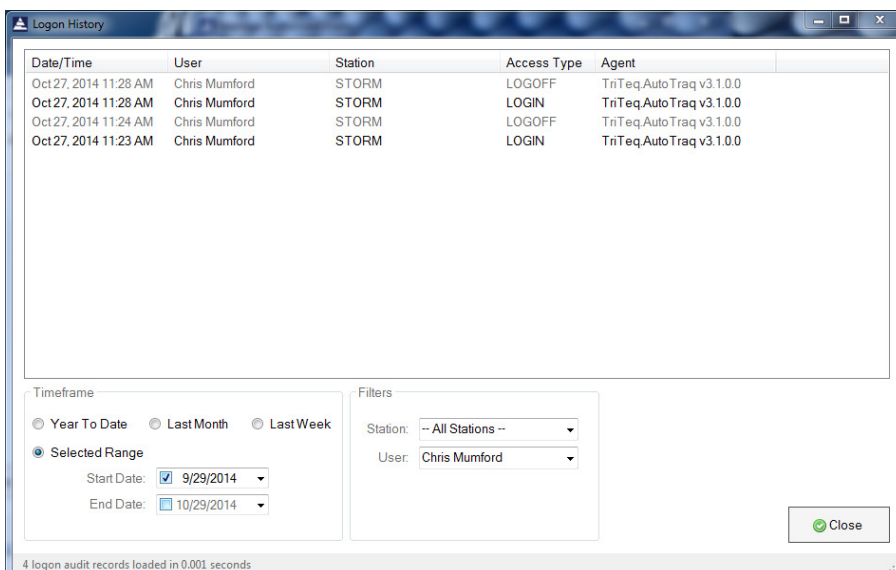 Logon History
Date/Time User Station Access Type Agent
Oct 27, 2014 11:28 AM Chris Mumford STORM LOGOFF TriTeq.AutoTraq v3.1.0.0
Oct 27, 2014 11:28 AM Chris Mumford STORM LOGIN TriTeq.AutoTraq v3.1.0.0
Oct 27, 2014 11:24 AM Chris Mumford STORM LOGOFF TriTeq.AutoTraq v3.1.0.0
Oct 27, 2014 11:23 AM Chris Mumford STORM LOGIN TriTeq.AutoTraq v3.1.0.0
Timeframe
Year To Date Last Month Last Week
Selected Range
Start Date: 9/29/2014
End Date: 10/29/2014
Filters
Station: -- All Stations --
User: Chris Mumford
Close
4 logon audit records loaded in 0.001 seconds